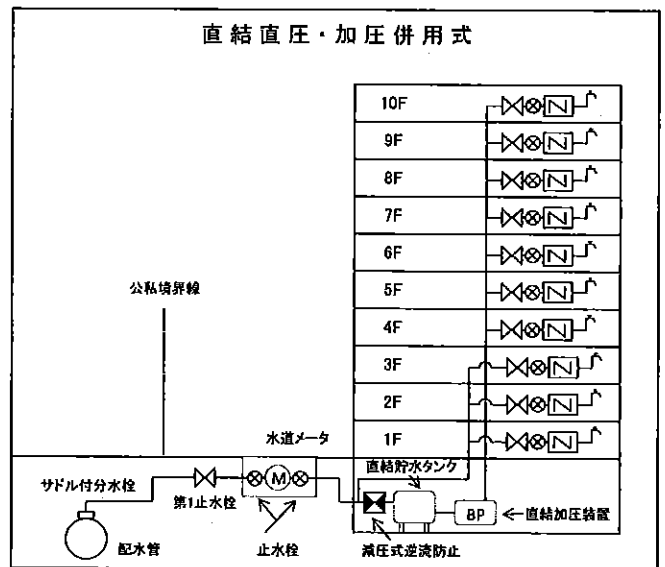 直結直圧・加圧併用式
10F
9F
8F
7F
6F
5F
4F
3F
2F
1F
公私境界線
水道メータ
直結貯水タンク
サドル付分水栓
第1止水栓
M
BP
直結加圧装置
配水管
止水栓
減圧式逆流防止